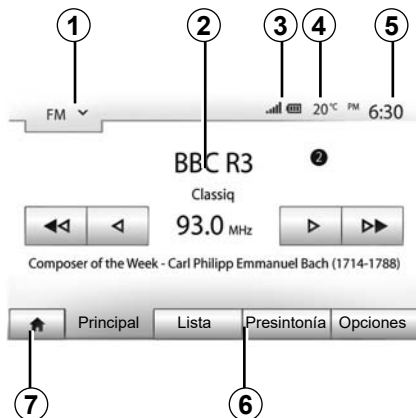 1 2 3 4 5
FM 20°C PM 6:30
BBC R3 2
Classiq
93.0 MHz
Composer of the Week - Carl Philipp Emmanuel Bach (1714-1788)
Principal Lista Presintonía Opciones
7 6